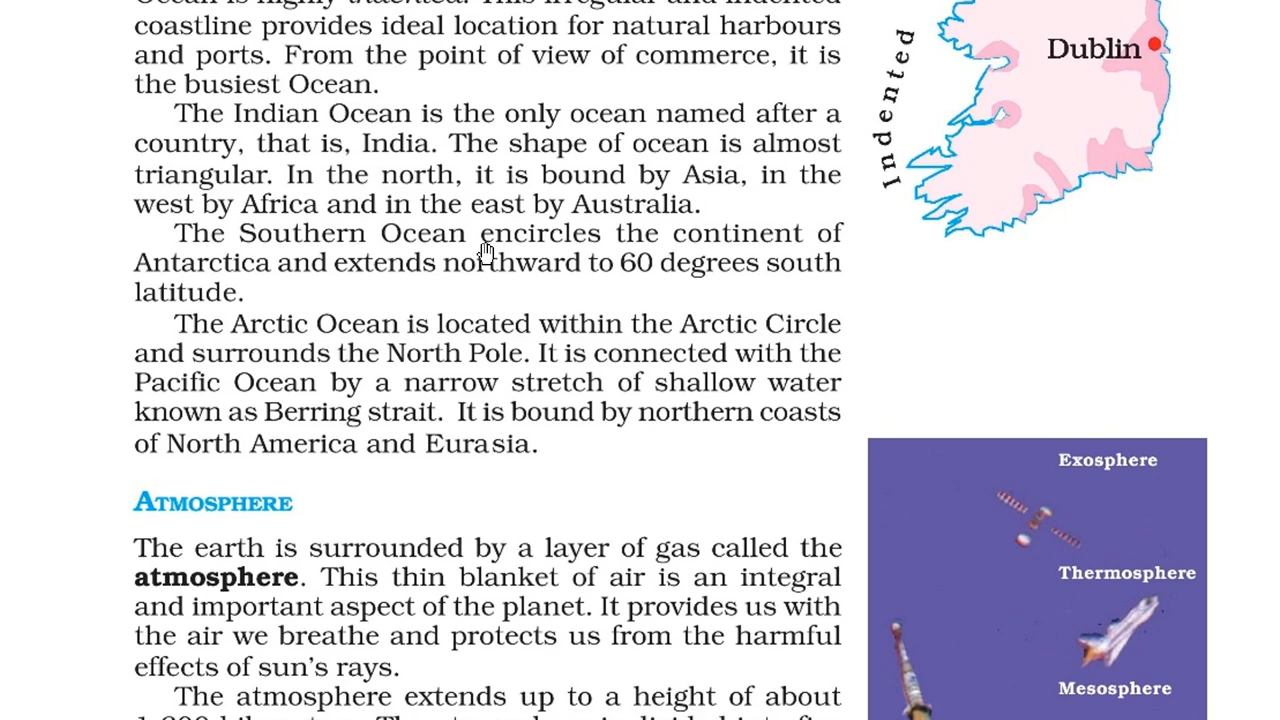 coastline provides ideal location for natural harbours
and ports. From the point of view of commerce, it is
the busiest Ocean.
The Indian Ocean is the only ocean named after a
country, that is, India. The shape of ocean is almost
triangular. In the north, it is bound by Asia, in the
west by Africa and in the east by Australia.
The Southern Ocean encircles the continent of
Antarctica and extends northward to 60 degrees south
latitude.
The Arctic Ocean is located within the Arctic Circle
and surrounds the North Pole. It is connected with the
Pacific Ocean by a narrow stretch of shallow water
known as Berring strait. It is bound by northern coasts
of North America and Eurasia.
ATMOSPHERE
The earth is surrounded by a layer of gas called the
atmosphere. This thin blanket of air is an integral
and important aspect of the planet. It provides us with
the air we breathe and protects us from the harmful
effects of sun's rays.
The atmosphere extends up to a height of about
Indented
Dublin
Exosphere
Thermosphere
Mesosphere